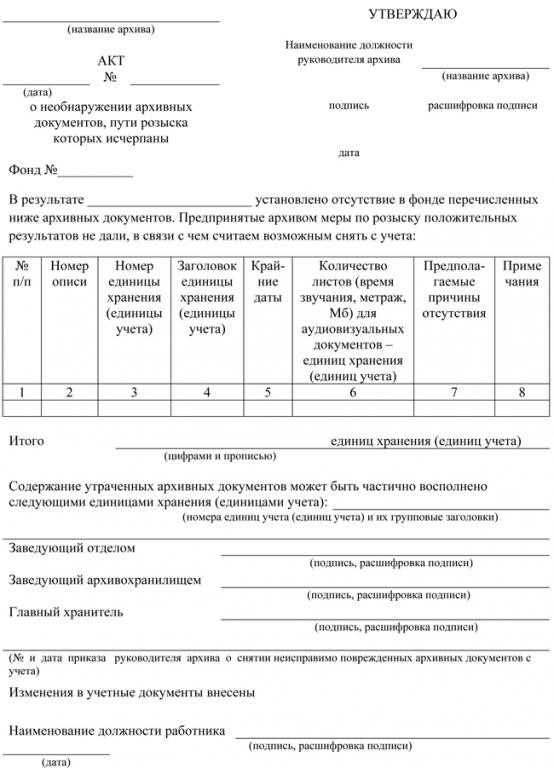 (название архива)
АКТ
№
(дата)
о необнаружении архивных
документов, пути розыска
которых исчерпаны
УТВЕРЖДАЮ
Наименование должности
руководителя архива
(название архива)
подпись расшифровка подписи
дата
Фонд №
В результате установлено отсутствие в фонде перечисленных
ниже архивных документов. Предпринятые архивом меры по розыску положительных
результатов не дали, в связи с чем считаем возможным снять с учета:
№
п/п
Номер
описи
Номер
единицы
хранения
(единицы
учета)
Заголовок
единицы
хранения
(единицы
учета)
Край-
ние
даты
Количество
листов (время
звучания, метраж,
Мб) для
аудиовизуальных
документов –
единиц хранения
(единиц учета)
Предпола-
гаемые
причины
отсутствия
Приме
чания
1 2 3 4 5 6 7 8
Итого единиц хранения (единиц учета)
(цифрами и прописью)
Содержание утраченных архивных документов может быть частично восполнено
следующими единицами хранения (единицами учета):
(номера единиц учета (единиц учета) и их групповые заголовки)
Заведующий отделом
(подпись, расшифровка подписи)
Заведующий архивохранилищем
(подпись, расшифровка подписи)
Главный хранитель
(подпись, расшифровка подписи)
(№ и дата приказа руководителя архива о снятии неисправимо поврежденных архивных документов с
учета)
Изменения в учетные документы внесены
Наименование должности работника
(подпись, расшифровка подписи)
(дата)